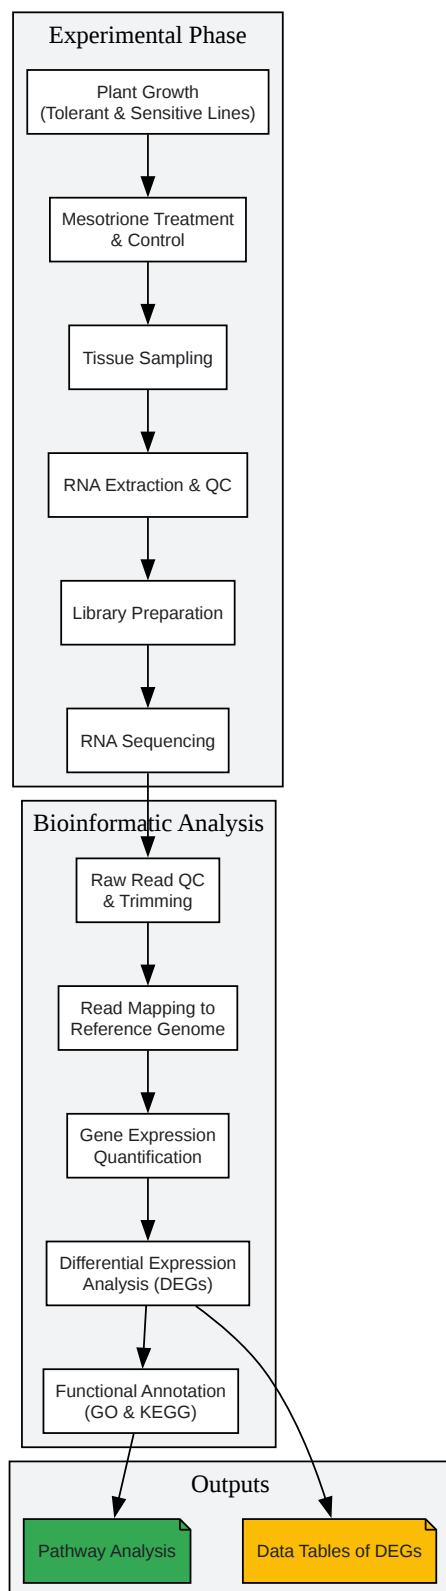 Experimental Phase
Plant Growth
(Tolerant & Sensitive Lines)
Mesotrione Treatment
& Control
Tissue Sampling
RNA Extraction & QC
Library Preparation
RNA Sequencing
Bioinformatic Analysis
Raw Read QC
& Trimming
Read Mapping to
Reference Genome
Gene Expression
Quantification
Differential Expression
Analysis (DEGs)
Functional Annotation
(GO & KEGG)
Outputs
Pathway Analysis
Data Tables of DEGs